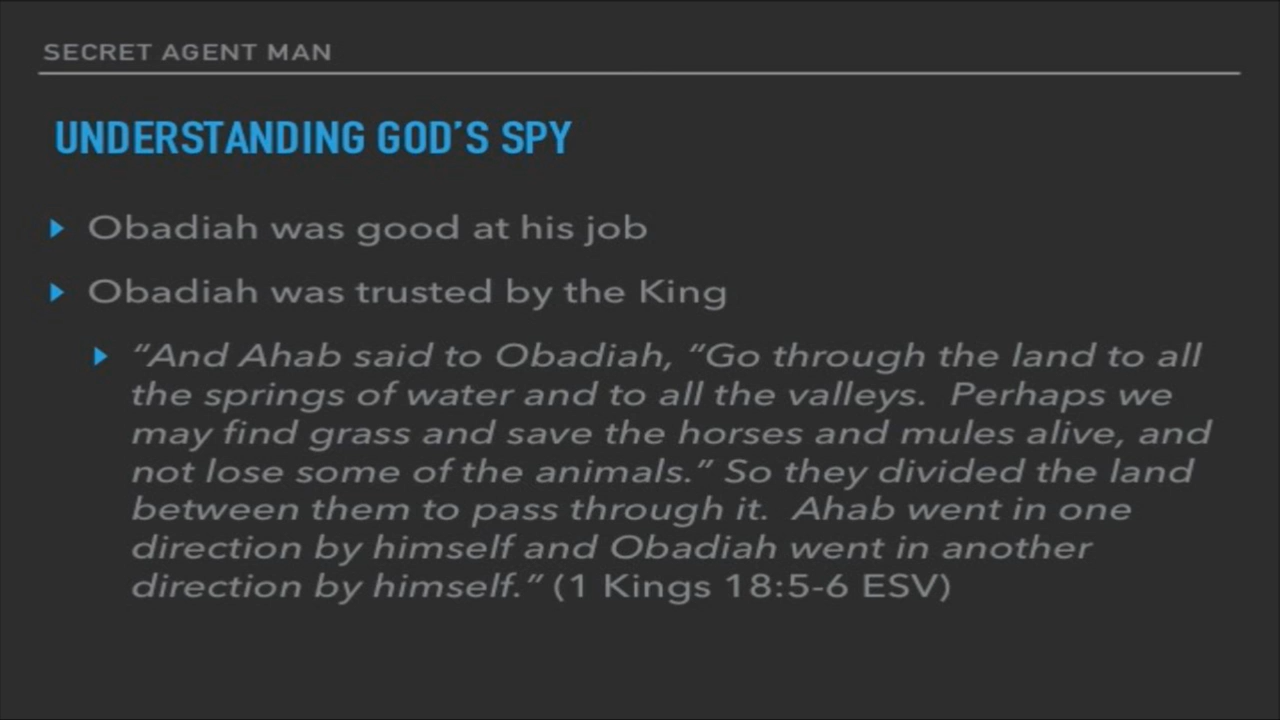 SECRET AGENT MAN
UNDERSTANDING GOD'S SPY
Obadiah was good at his job
Obadiah was trusted by the King
“And Ahab said to Obadiah, “Go through the land to all
the springs of water and to all the valleys.  Perhaps we
may find grass and save the horses and mules alive, and
not lose some of the animals.” So they divided the land
between them to pass through it.  Ahab went in one
direction by himself and Obadiah went in another
direction by himself.” (1 Kings 18:5-6 ESV)